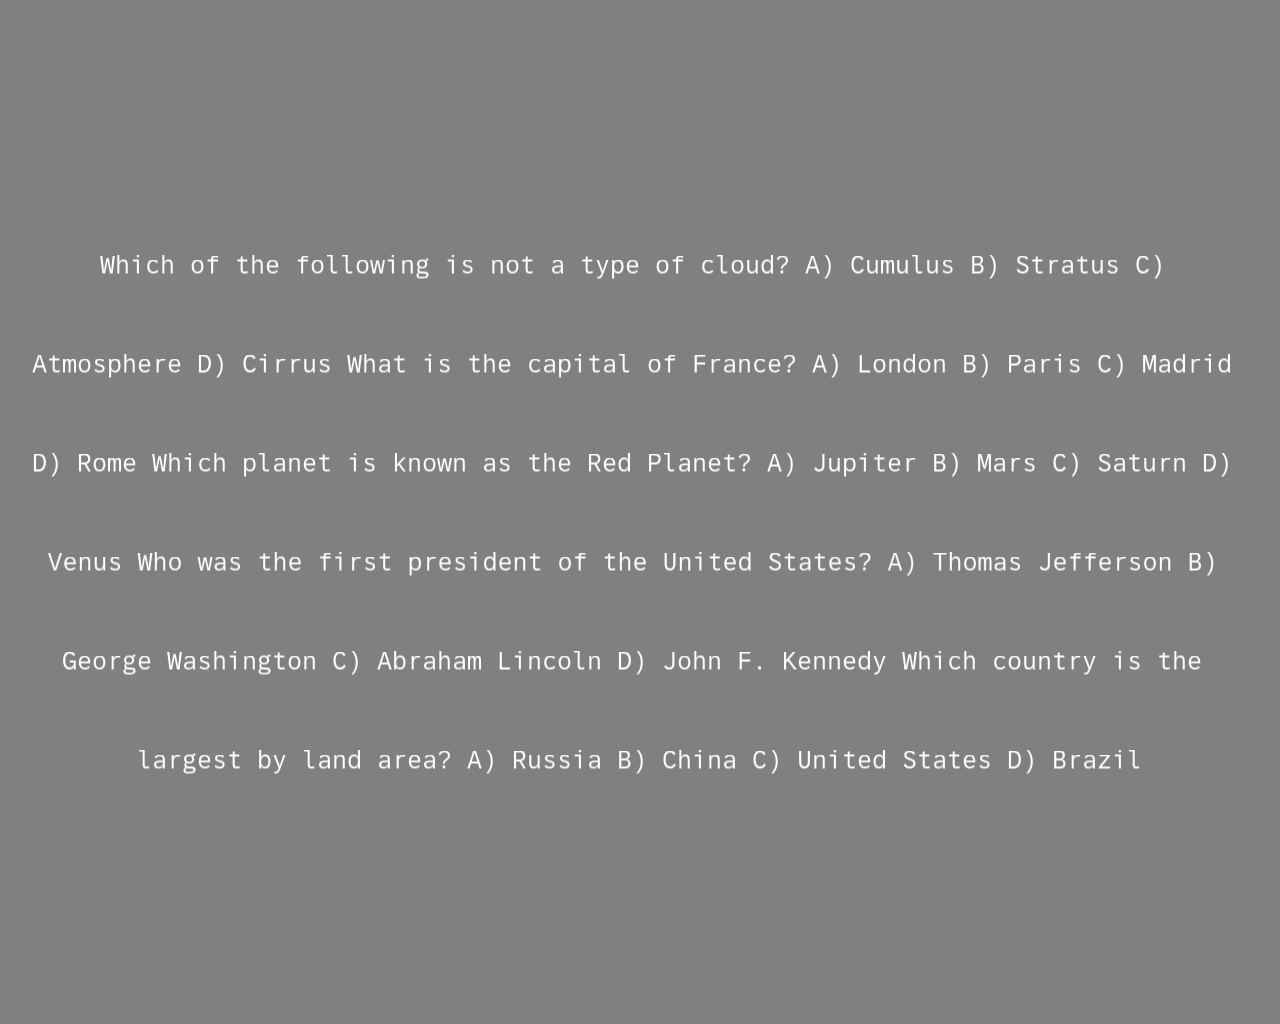 Which of the following is not a type of cloud? A) Cumulus B) Stratus C)
Atmosphere D) Cirrus What is the capital of France? A) London B) Paris C) Madrid
D) Rome Which planet is known as the Red Planet? A) Jupiter B) Mars C) Saturn D)
Venus Who was the first president of the United States? A) Thomas Jefferson B)
George Washington C) Abraham Lincoln D) John F. Kennedy Which country is the
largest by land area? A) Russia B) China C) United States D) Brazil